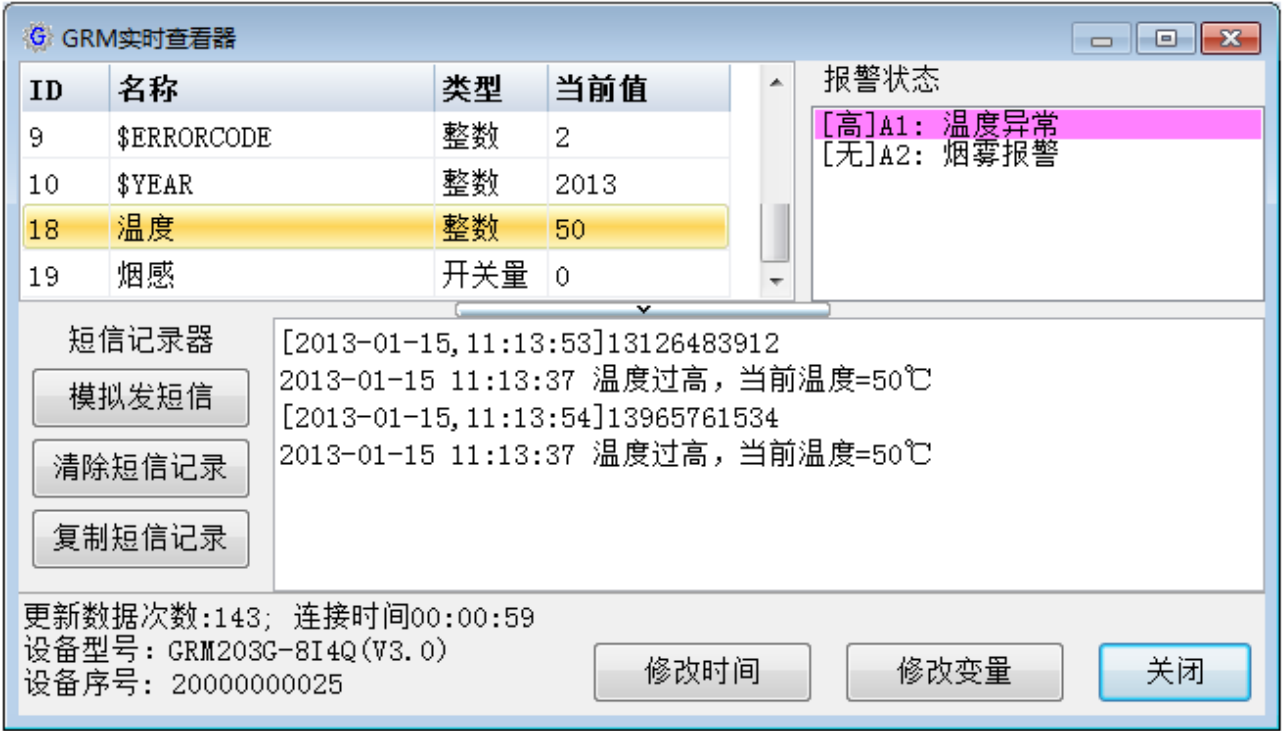 GRM实时查看器
ID 名称 类型 当前值
9 $ERRORCODE 整数 2
10 $YEAR 整数 2013
18 温度 整数 50
19 烟感 开关量 0
报警状态
[高]A1: 温度异常
[无]A2: 烟雾报警
短信记录器
模拟发短信
清除短信记录
复制短信记录
[2013-01-15,11:13:53]13126483912
2013-01-15 11:13:37 温度过高，当前温度=50℃
[2013-01-15,11:13:54]13965761534
2013-01-15 11:13:37 温度过高，当前温度=50℃
更新数据次数:143; 连接时间00:00:59
设备型号: GRM203G-8I4Q(V3.0)
设备序号: 20000000025
修改时间
修改变量
关闭